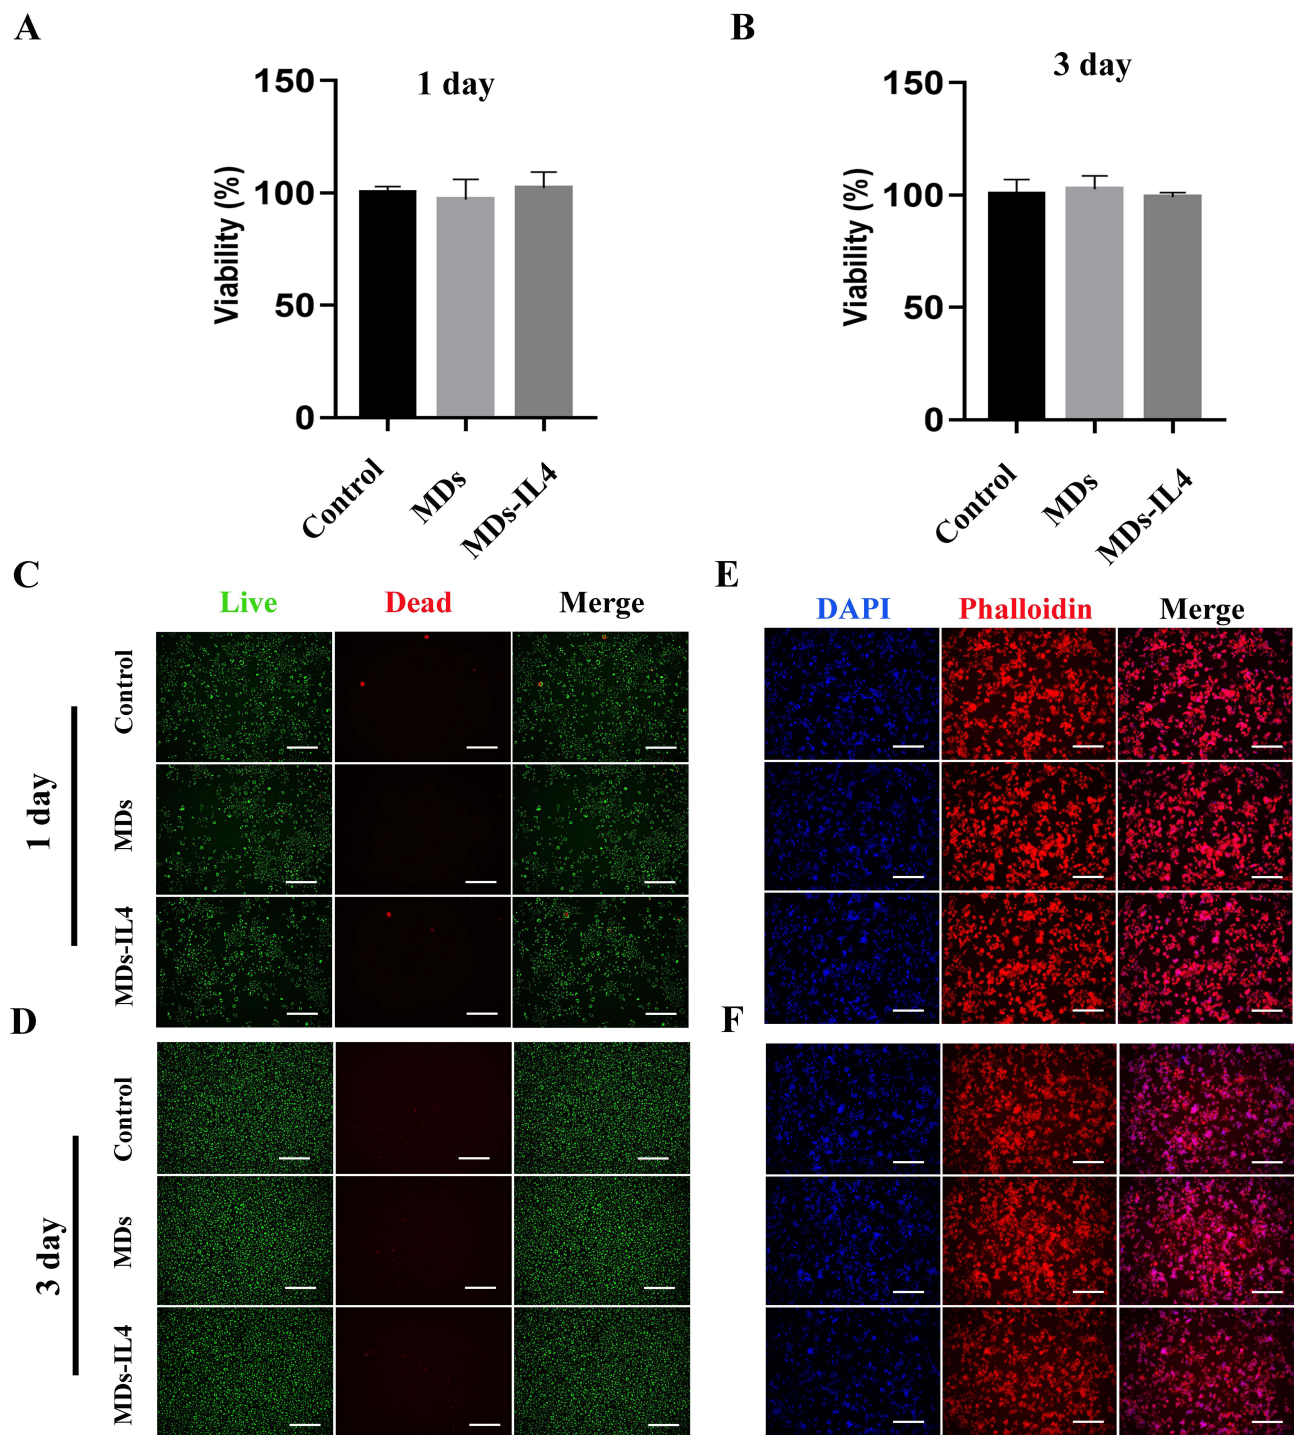 A
1 day
Viability (%)
150
100
50
0
Control
MDs
MDs-IL4
B
3 day
Viability (%)
150
100
50
0
Control
MDs
MDs-IL4
C
Live
Dead
Merge
1 day
Control
MDs
MDs-IL4
D
3 day
Control
MDs
MDs-IL4
E
DAPI
Phalloidin
Merge
F